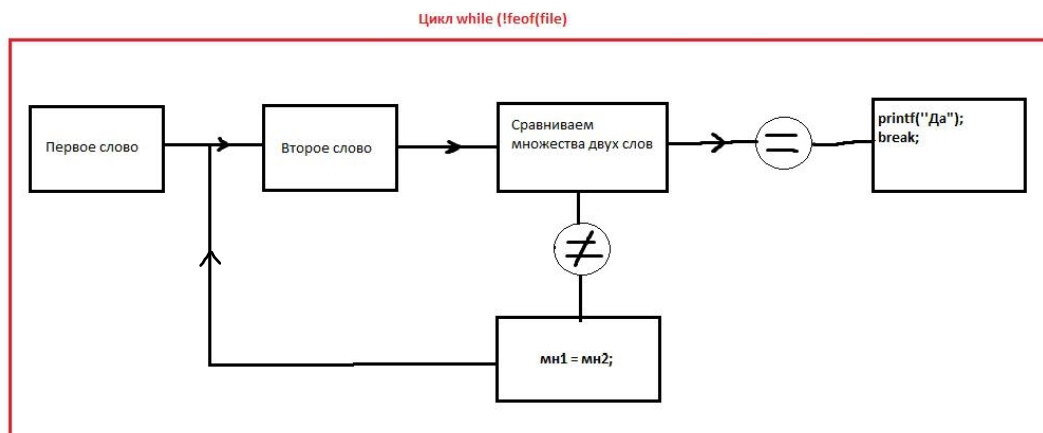 Цикл while (!feof(file)
Первое слово
Второе слово
Сравниваем
множества двух слов
=
printf("Да");
break;
≠
мн1 = мн2;